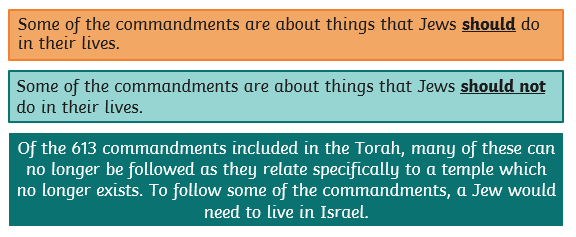 Some of the commandments are about things that Jews should do
in their lives.
Some of the commandments are about things that Jews should not
do in their lives.
Of the 613 commandments included in the Torah, many of these can
no longer be followed as they relate specifically to a temple which
no longer exists. To follow some of the commandments, a Jew would
need to live in Israel.